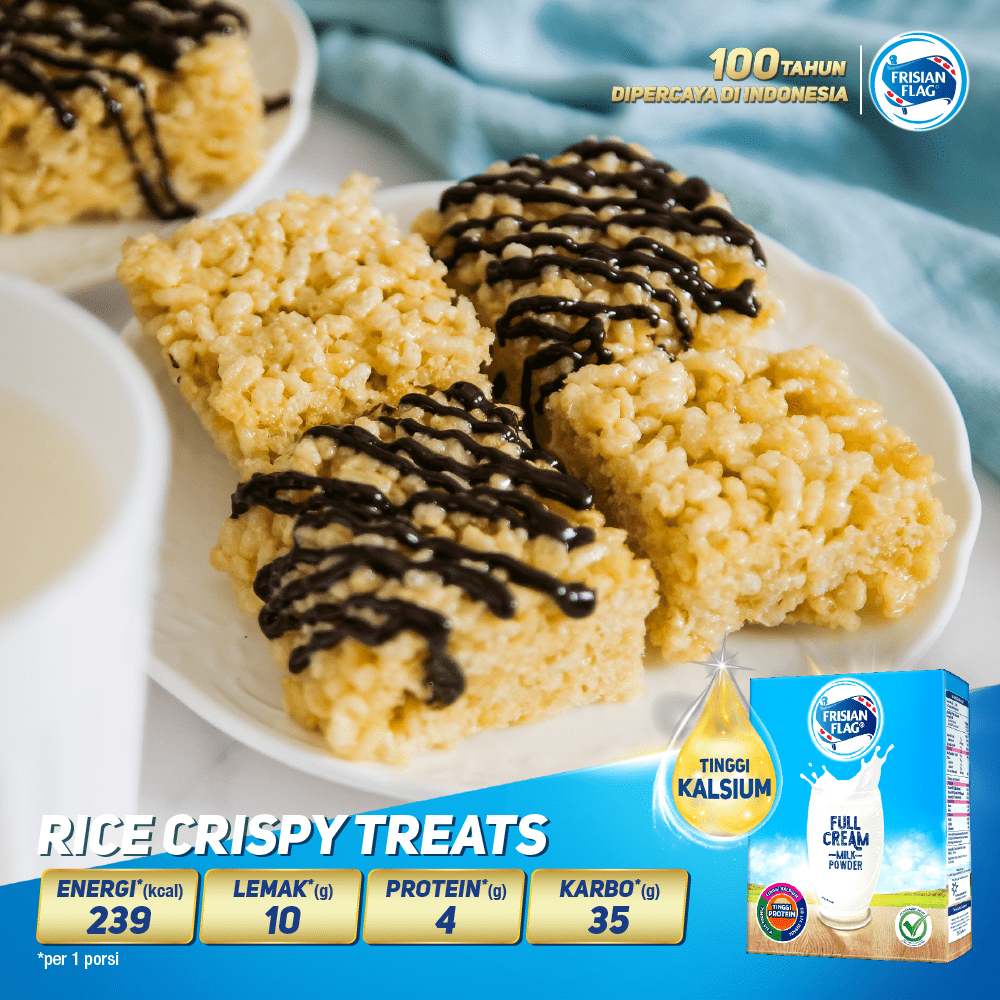 100 TAHUN
DIPERCAYA DI INDONESIA
FRISIAN
FLAG®
TINGGI
KALSIUM
FRISIAN
FLAG®
FULL
CREAM
MILK
POWDER
TINGGI
PROTEIN
RICE CRISPY TREATS
ENERGI*(kcal)
239
LEMAK*(g)
10
PROTEIN*(g)
4
KARBO*(g)
35
*per 1 porsi